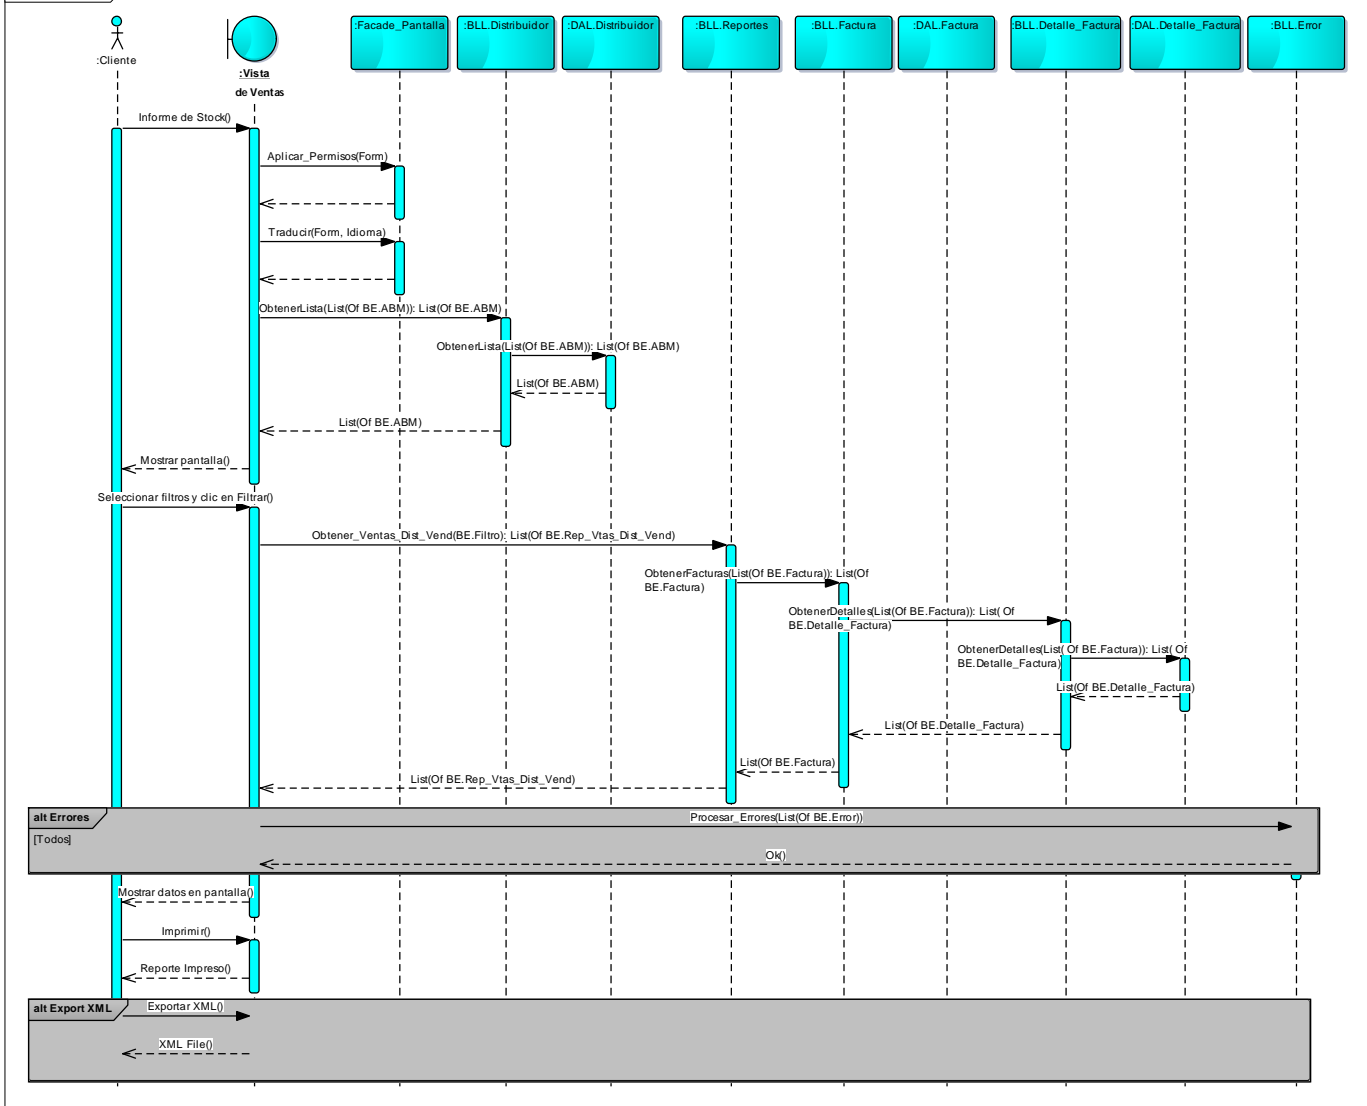 :Cliente
:Vista
de Ventas
:Facade_Pantalla
:BLL.Distribuidor
:DAL.Distribuidor
:BLL.Reportes
:BLL.Factura
:DAL.Factura
:BLL.Detalle_Factura
:DAL.Detalle_Factura
:BLL.Error
Informe de Stock()
Aplicar_Permisos(Form)
Traducir(Form, Idioma)
ObtenerLista(List(Of BE.ABM)): List(Of BE.ABM)
ObtenerLista(List(Of BE.ABM)): List(Of BE.ABM)
List(Of BE.ABM)
List(Of BE.ABM)
Mostrar pantalla()
Seleccionar filtros y clic en Filtrar()
Obtener_Ventas_Dist_Vend(BE.Filtro): List(Of BE.Rep_Vtas_Dist_Vend)
ObtenerFacturas(List(Of BE.Factura)): List(Of
BE.Factura)
ObtenerDetalles(List(Of BE.Factura)): List( Of
BE.Detalle_Factura)
ObtenerDetalles(List( Of BE.Factura)): List( Of
BE.Detalle_Factura)
List(Of BE.Detalle_Factura)
List(Of BE.Detalle_Factura)
List(Of BE.Factura)
List(Of BE.Rep_Vtas_Dist_Vend)
alt Errores
[Todos]
Procesar_Errores(List(Of BE.Error))
Ok()
Mostrar datos en pantalla()
Imprimir()
Reporte Impreso()
alt Export XML
Exportar XML()
XML File()